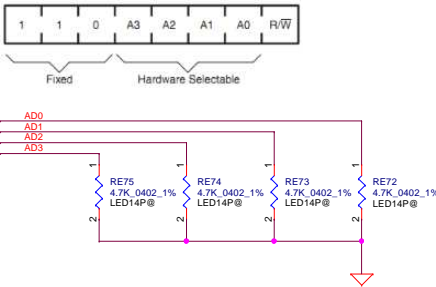 1 1 0 A3 A2 A1 A0 R/W̅
Fixed Hardware Selectable
AD0
AD1
AD2
AD3
1 1 1 1
RE75 RE74 RE73 RE72
4.7K_0402_1% 4.7K_0402_1% 4.7K_0402_1% 4.7K_0402_1%
LED14P@ LED14P@ LED14P@ LED14P@
2 2 2 2